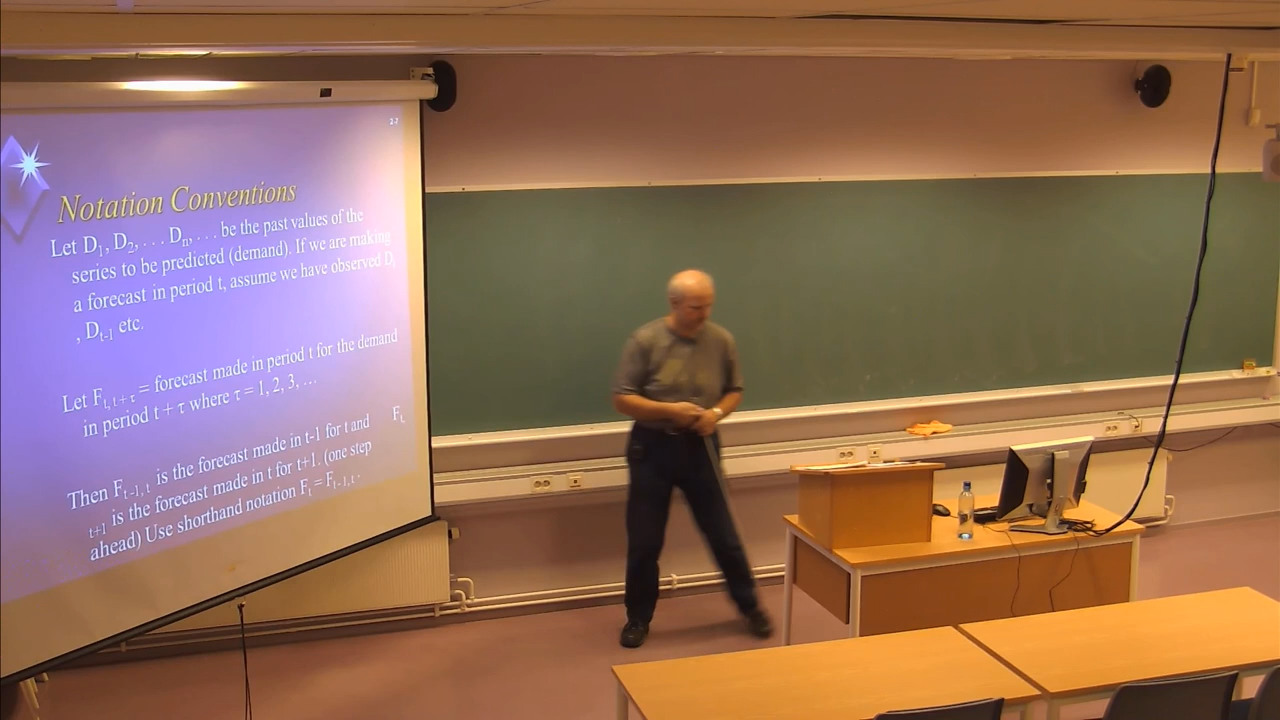 2-7
Notation Conventions
Let D₁, D₂, . . . Dₙ, . . . be the past values of the
series to be predicted (demand). If we are making
a forecast in period t, assume we have observed Dₜ
, Dₜ₋₁ etc.
Let Fₜ, ₜ ₊ τ = forecast made in period t for the demand
in period t + τ where τ = 1, 2, 3, …
Then Fₜ₋₁, ₜ is the forecast made in t-1 for t and Fₜ,
ₜ₊₁ is the forecast made in t for t+1. (one step
ahead) Use shorthand notation Fₜ = Fₜ₋₁, ₜ .